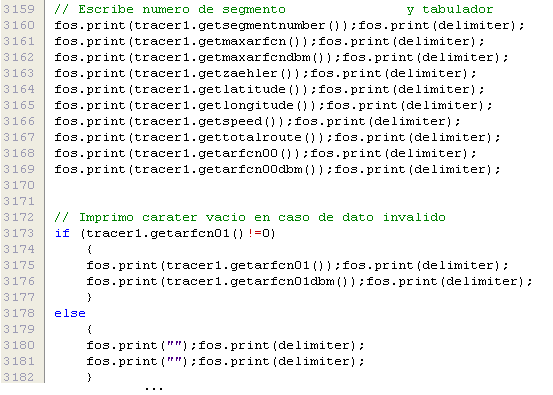 3159 // Escribe numero de segmento y tabulador
3160 fos.print(tracer1.getsegmentnumber());fos.print(delimiter);
3161 fos.print(tracer1.getmaxarfcn());fos.print(delimiter);
3162 fos.print(tracer1.getmaxarfcndbm());fos.print(delimiter);
3163 fos.print(tracer1.getzaehler());fos.print(delimiter);
3164 fos.print(tracer1.getlatitude());fos.print(delimiter);
3165 fos.print(tracer1.getlongitude());fos.print(delimiter);
3166 fos.print(tracer1.getspeed());fos.print(delimiter);
3167 fos.print(tracer1.gettotalroute());fos.print(delimiter);
3168 fos.print(tracer1.getarfcn00());fos.print(delimiter);
3169 fos.print(tracer1.getarfcn00dbm());fos.print(delimiter);
3170
3171
3172 // Imprimo carater vacio en caso de dato invalido
3173 if (tracer1.getarfcn01()!=0)
3174 {
3175 fos.print(tracer1.getarfcn01());fos.print(delimiter);
3176 fos.print(tracer1.getarfcn01dbm());fos.print(delimiter);
3177 }
3178 else
3179 {
3180 fos.print("");fos.print(delimiter);
3181 fos.print("");fos.print(delimiter);
3182 }
...